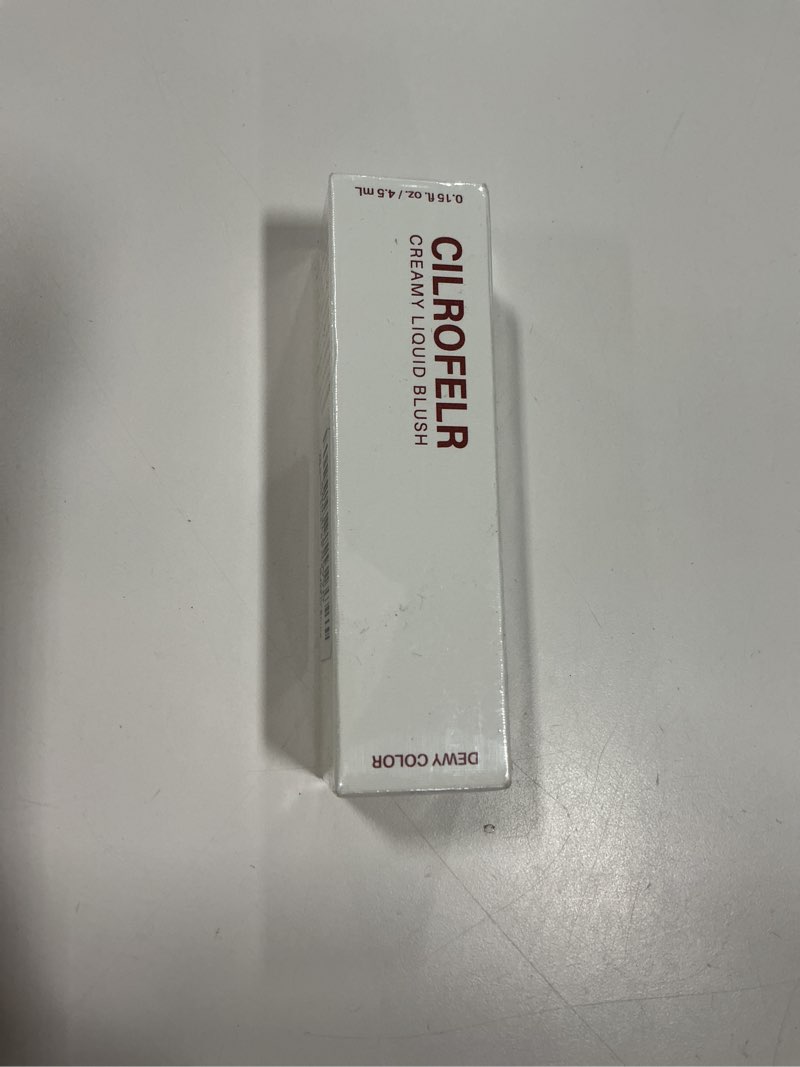 0.15 fL oz. / 4.5 mL
CILROFELR
CREAMY LIQUID BLUSH
DEWY COLOR